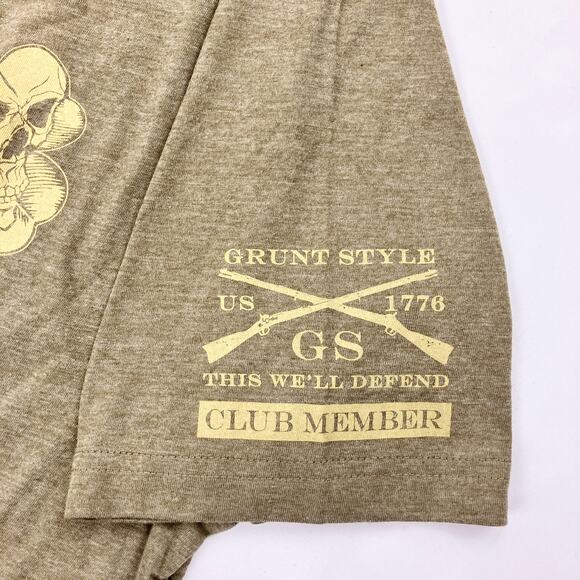 GRUNT STYLE
US 1776
GS
THIS WE'LL DEFEND
CLUB MEMBER